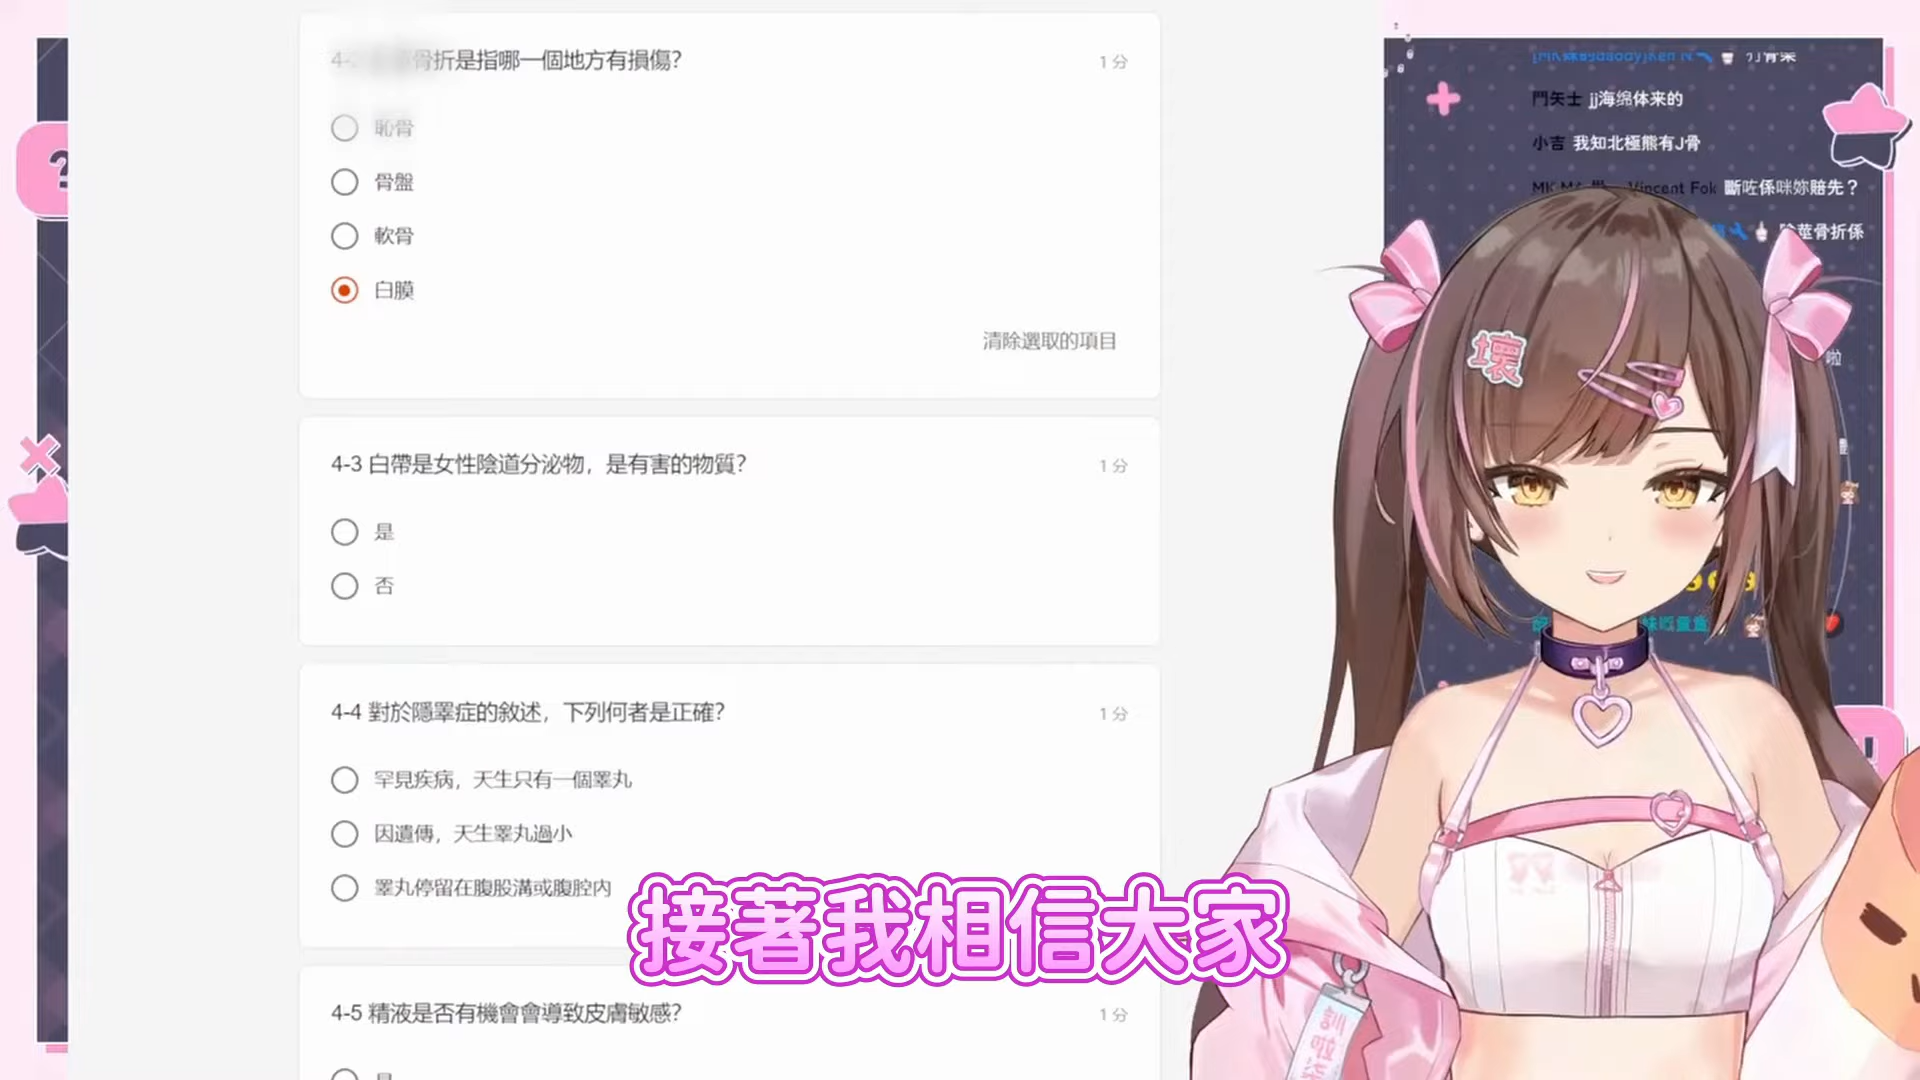 骨折是指哪一個地方有損傷?
1 分
恥骨
骨盤
軟骨
白膜
清除選取的項目
4-3 白帶是女性陰道分泌物，是有害的物質?
1 分
是
否
4-4 對於隱睪症的敘述，下列何者是正確?
1 分
罕見疾病，天生只有一個睪丸
因遺傳，天生睪丸過小
睪丸停留在腹股溝或腹腔內
4-5 精液是否有機會會導致皮膚敏感?
1 分
鬥矢士 jj海绵体来的
小吉 我知北極熊有J骨
Vincent Fok 斷咗係咪妳賠先？
莖骨折係
啦
壞
接著我相信大家